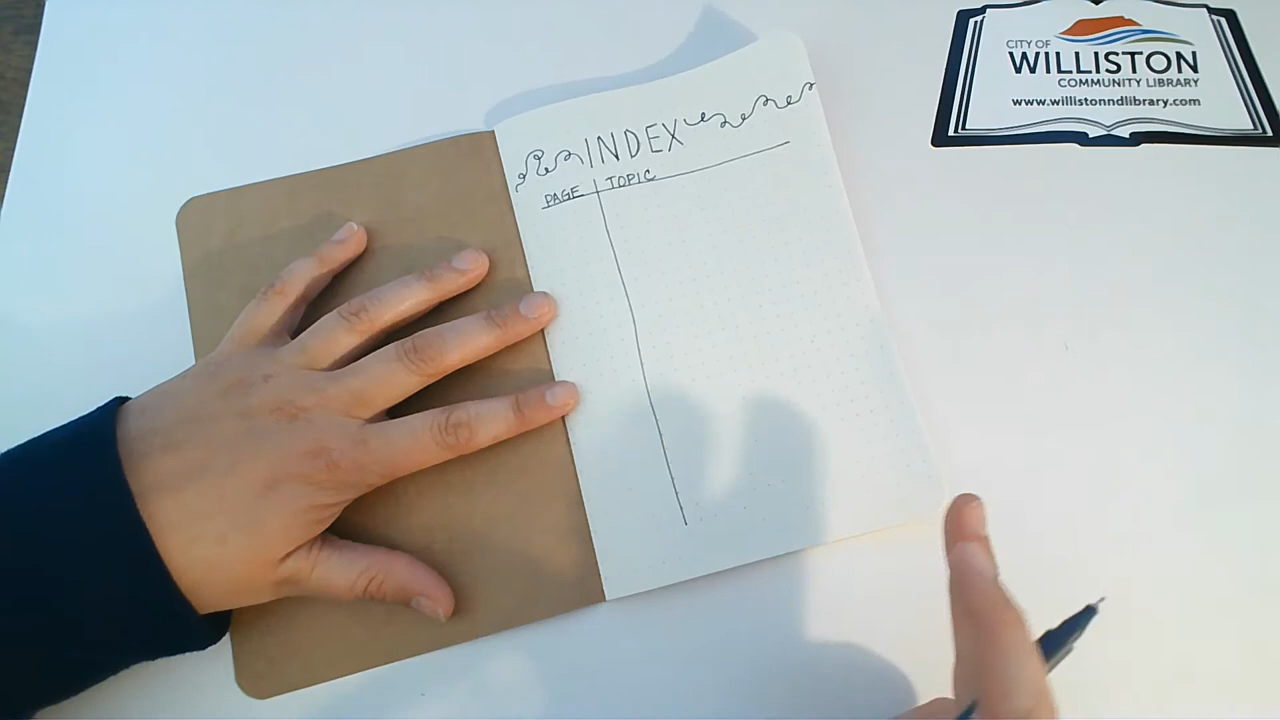 INDEX
PAGE TOPIC
CITY OF
WILLISTON
COMMUNITY LIBRARY
www.willistonndlibrary.com